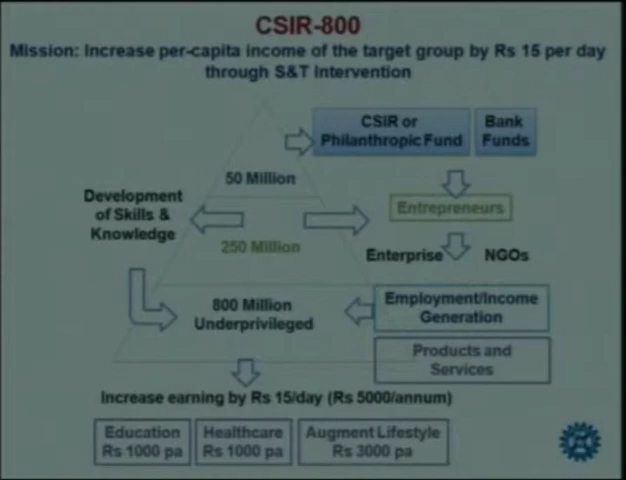 CSIR-800
Mission: Increase per-capita income of the target group by Rs 15 per day
through S&T Intervention
CSIR or
Philanthropic Fund
Bank
Funds
50 Million
Development
of Skills &
Knowledge
Entrepreneurs
250 Million
Enterprise
NGOs
800 Million
Underprivileged
Employment/Income
Generation
Products and
Services
Increase earning by Rs 15/day (Rs 5000/annum)
Education
Rs 1000 pa
Healthcare
Rs 1000 pa
Augment Lifestyle
Rs 3000 pa